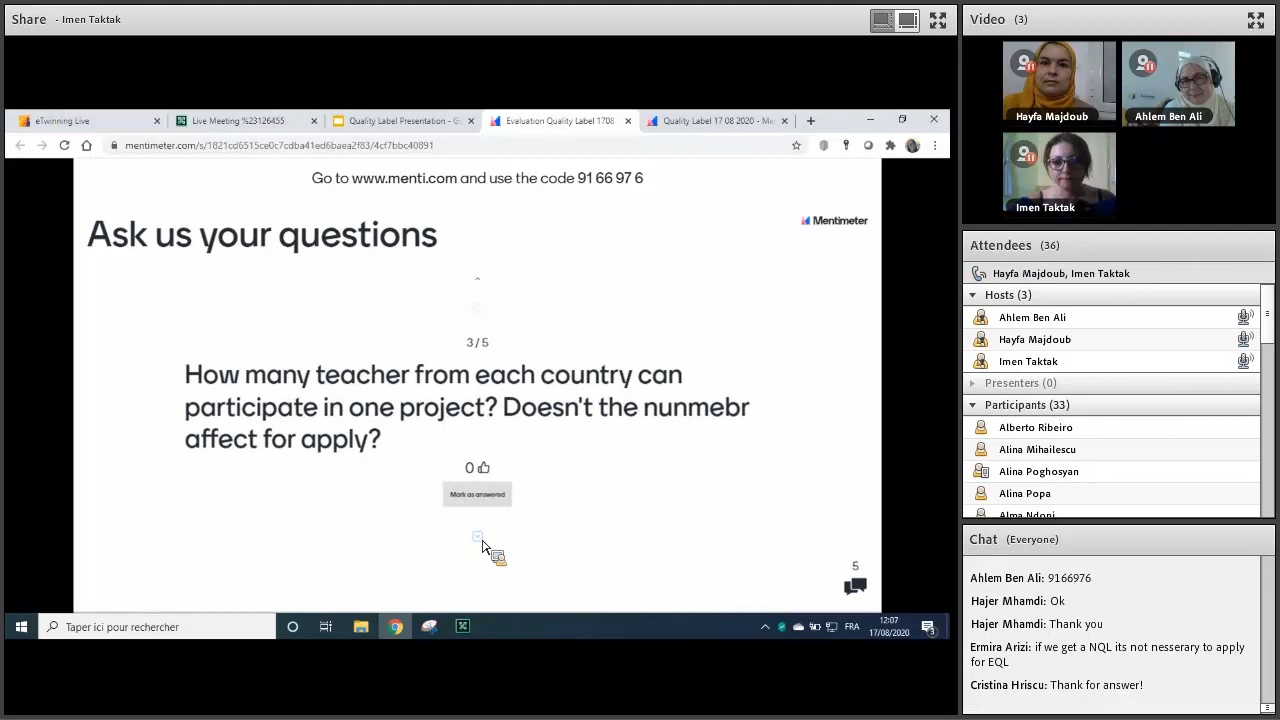 Share - Imen Taktak
eTwinning Live
Live Meeting %23126455
Quality Label Presentation - G
Evaluation Quality Label 1708
Quality Label 17 08 2020 - Me
mentimeter.com/s/1821cd6515ce0c7cdba41ed6baea2f83/4cf7bbc40891
Go to www.menti.com and use the code 91 66 97 6
Mentimeter
Ask us your questions
3 / 5
How many teacher from each country can
participate in one project? Doesn't the nunmebr
affect for apply?
0
Mark as answered
5
Taper ici pour rechercher
FRA
12:07
17/08/2020
3
Video (3)
Hayfa Majdoub
Ahlem Ben Ali
Imen Taktak
Attendees (36)
Hayfa Majdoub, Imen Taktak
Hosts (3)
Ahlem Ben Ali
Hayfa Majdoub
Imen Taktak
Presenters (0)
Participants (33)
Alberto Ribeiro
Alina Mihailescu
Alina Poghosyan
Alina Popa
Alma Ndoni
Chat (Everyone)
Ahlem Ben Ali: 9166976
Hajer Mhamdi: Ok
Hajer Mhamdi: Thank you
Ermira Arizi: if we get a NQL its not nesserary to apply
for EQL
Cristina Hriscu: Thank for answer!